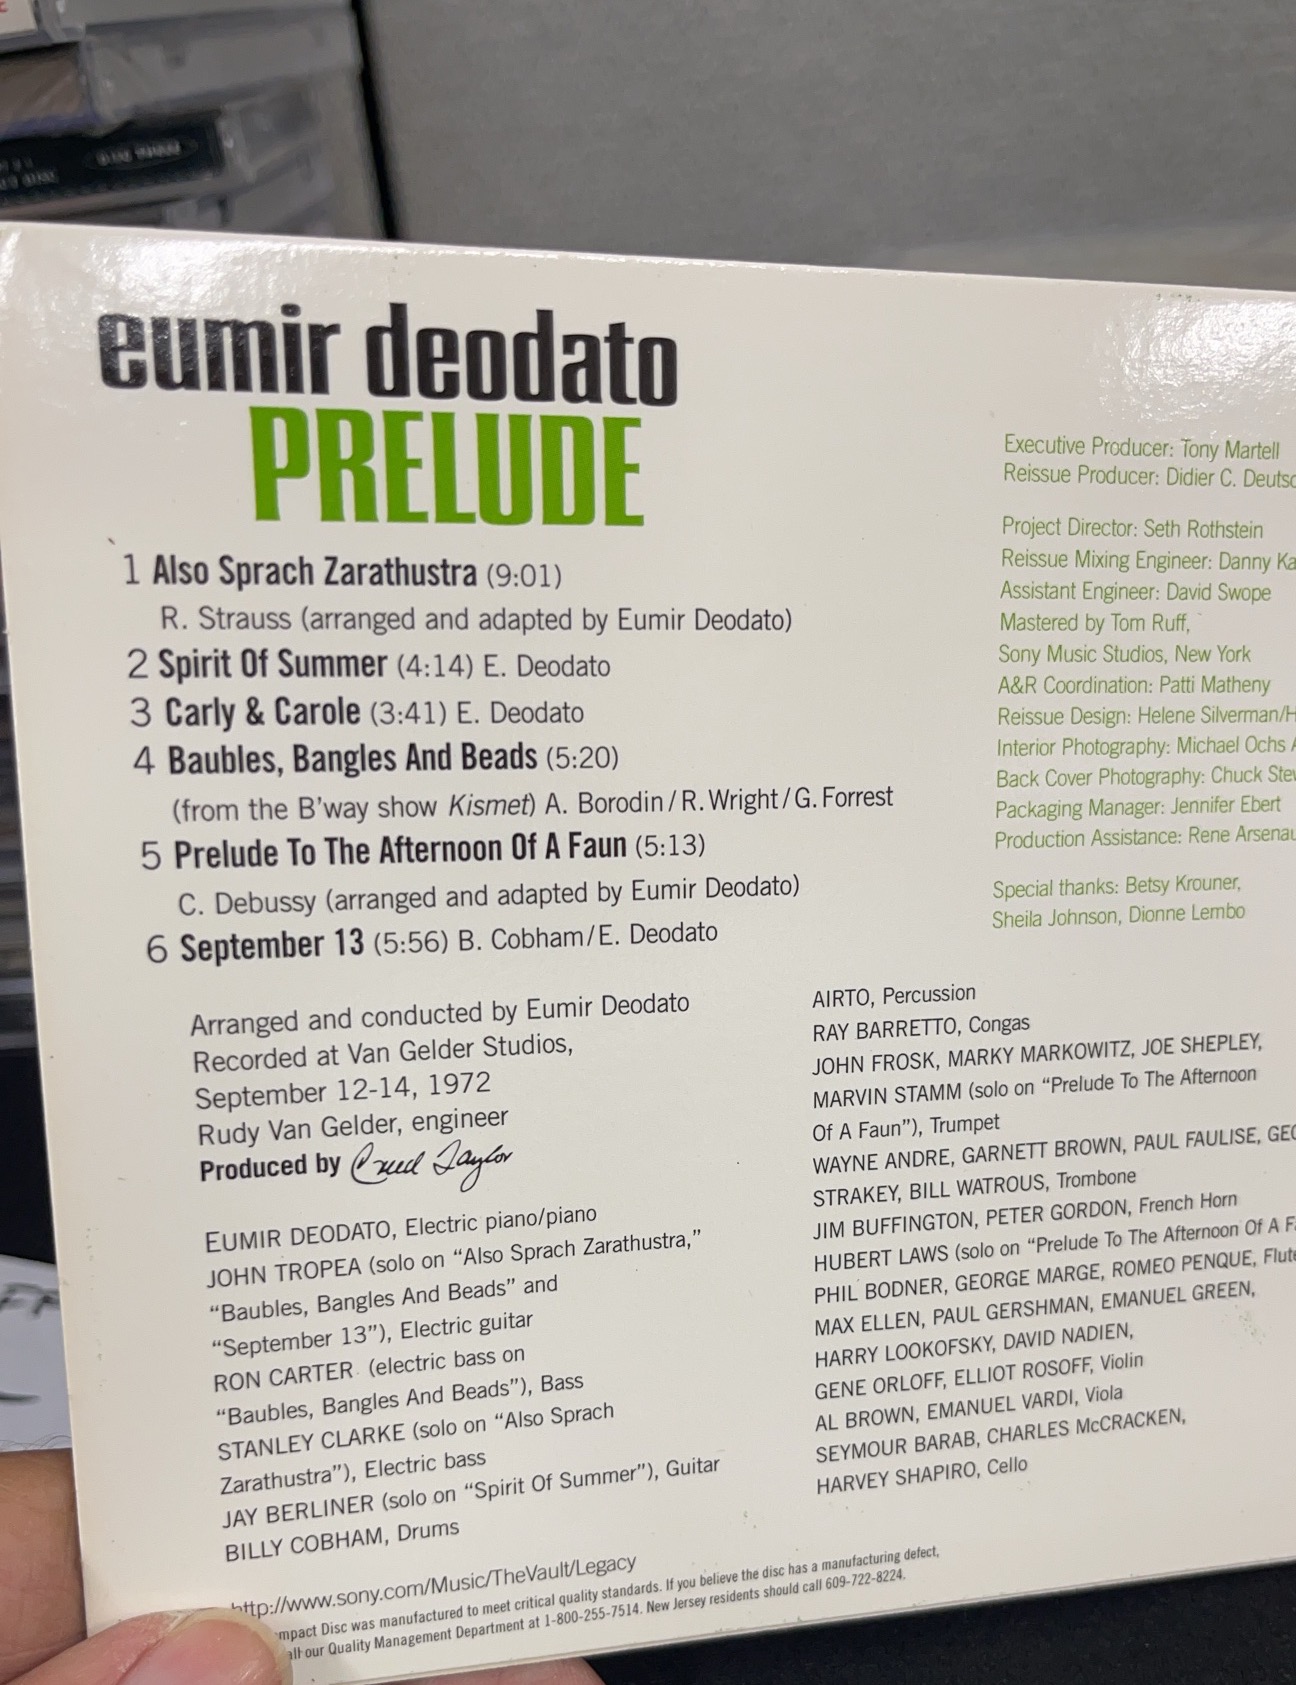 eumir deodato
PRELUDE
1 Also Sprach Zarathustra (9:01)
R. Strauss (arranged and adapted by Eumir Deodato)
2 Spirit Of Summer (4:14) E. Deodato
3 Carly & Carole (3:41) E. Deodato
4 Baubles, Bangles And Beads (5:20)
(from the B'way show Kismet) A. Borodin/R. Wright/G. Forrest
5 Prelude To The Afternoon Of A Faun (5:13)
C. Debussy (arranged and adapted by Eumir Deodato)
6 September 13 (5:56) B. Cobham/E. Deodato
Arranged and conducted by Eumir Deodato
Recorded at Van Gelder Studios,
September 12-14, 1972
Rudy Van Gelder, engineer
Produced by Creed Taylor
EUMIR DEODATO, Electric piano/piano
JOHN TROPEA (solo on “Also Sprach Zarathustra,”
“Baubles, Bangles And Beads” and
“September 13”), Electric guitar
RON CARTER (electric bass on
“Baubles, Bangles And Beads”), Bass
STANLEY CLARKE (solo on “Also Sprach
Zarathustra”), Electric bass
JAY BERLINER (solo on “Spirit Of Summer”), Guitar
BILLY COBHAM, Drums
Executive Producer: Tony Martell
Reissue Producer: Didier C. Deutsc
Project Director: Seth Rothstein
Reissue Mixing Engineer: Danny Ka
Assistant Engineer: David Swope
Mastered by Tom Ruff,
Sony Music Studios, New York
A&R Coordination: Patti Matheny
Reissue Design: Helene Silverman/H
Interior Photography: Michael Ochs A
Back Cover Photography: Chuck Stew
Packaging Manager: Jennifer Ebert
Production Assistance: Rene Arsenau
Special thanks: Betsy Krouner,
Sheila Johnson, Dionne Lembo
AIRTO, Percussion
RAY BARRETTO, Congas
JOHN FROSK, MARKY MARKOWITZ, JOE SHEPLEY,
MARVIN STAMM (solo on “Prelude To The Afternoon
Of A Faun”), Trumpet
WAYNE ANDRE, GARNETT BROWN, PAUL FAULISE, GEO
STRAKEY, BILL WATROUS, Trombone
JIM BUFFINGTON, PETER GORDON, French Horn
HUBERT LAWS (solo on “Prelude To The Afternoon Of A F
PHIL BODNER, GEORGE MARGE, ROMEO PENQUE, Flute
MAX ELLEN, PAUL GERSHMAN, EMANUEL GREEN,
HARRY LOOKOFSKY, DAVID NADIEN,
GENE ORLOFF, ELLIOT ROSOFF, Violin
AL BROWN, EMANUEL VARDI, Viola
SEYMOUR BARAB, CHARLES McCRACKEN,
HARVEY SHAPIRO, Cello
http://www.sony.com/Music/TheVault/Legacy
mpact Disc was manufactured to meet critical quality standards. If you believe the disc has a manufacturing defect,
all our Quality Management Department at 1-800-255-7514. New Jersey residents should call 609-722-8224.